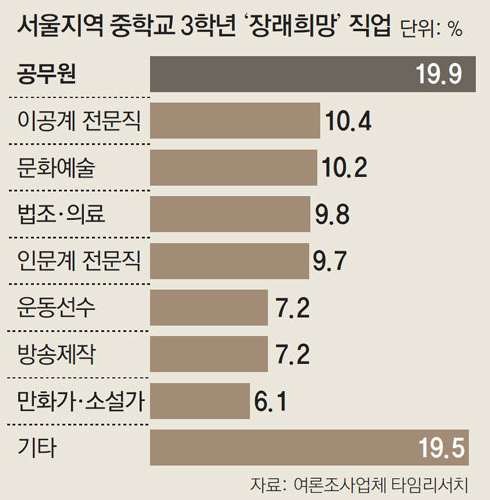 서울지역 중학교 3학년 ‘장래희망’ 직업 단위: %
공무원 19.9
이공계 전문직 10.4
문화예술 10.2
법조·의료 9.8
인문계 전문직 9.7
운동선수 7.2
방송제작 7.2
만화가·소설가 6.1
기타 19.5
자료: 여론조사업체 타임리서치